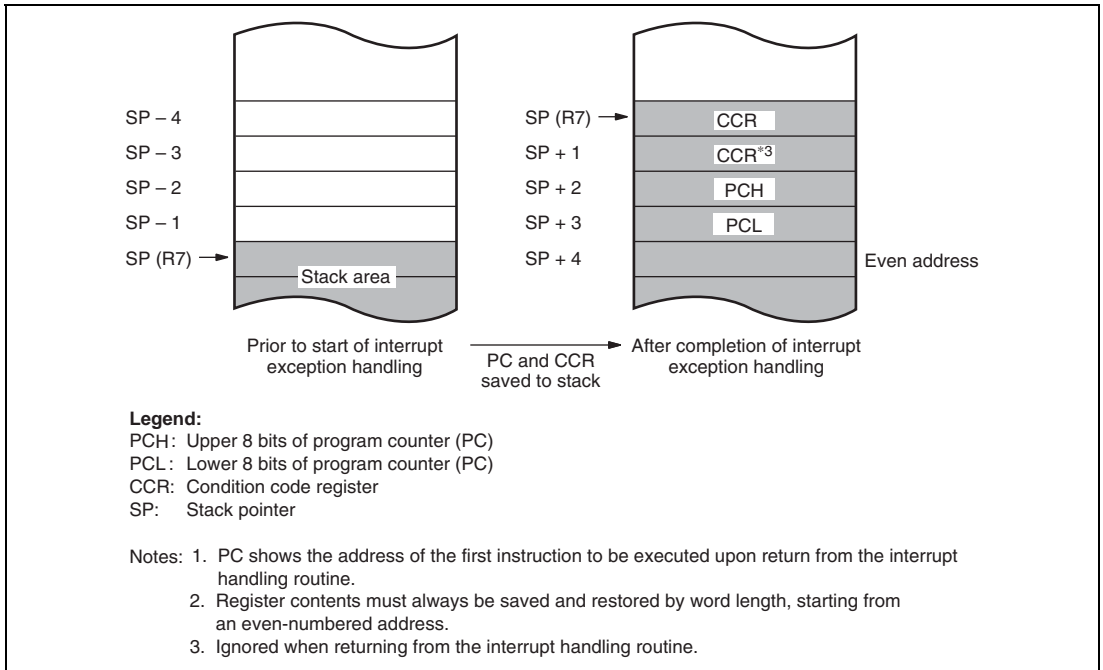 SP – 4
SP – 3
SP – 2
SP – 1
SP (R7)
Stack area
SP (R7)
SP + 1
SP + 2
SP + 3
SP + 4
CCR
CCR*3
PCH
PCL
Even address
Prior to start of interrupt
exception handling
PC and CCR
saved to stack
After completion of interrupt
exception handling
Legend:
PCH: Upper 8 bits of program counter (PC)
PCL: Lower 8 bits of program counter (PC)
CCR: Condition code register
SP: Stack pointer
Notes: 1. PC shows the address of the first instruction to be executed upon return from the interrupt
handling routine.
2. Register contents must always be saved and restored by word length, starting from
an even-numbered address.
3. Ignored when returning from the interrupt handling routine.